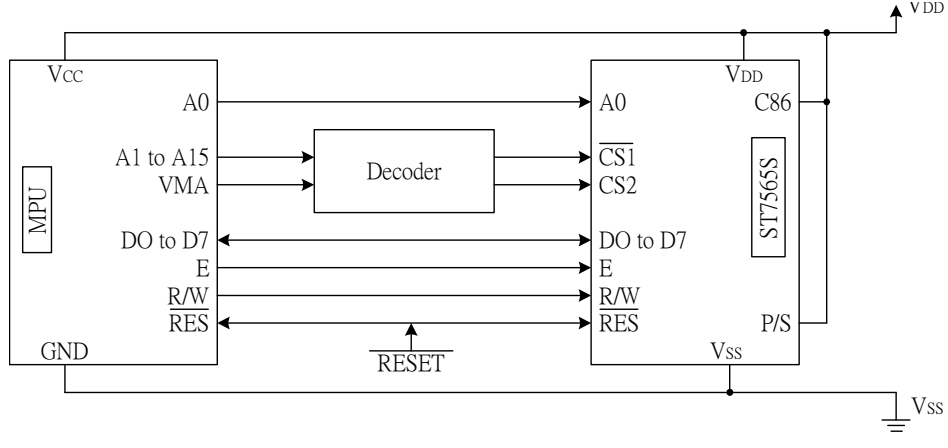 VDD
VCC
VDD
A0
A0
C86
A1 to A15
Decoder
CS1
VMA
CS2
MPU
ST7565S
DO to D7
DO to D7
E
E
R/W
R/W
RES
RES
P/S
RESET
GND
VSS
VSS